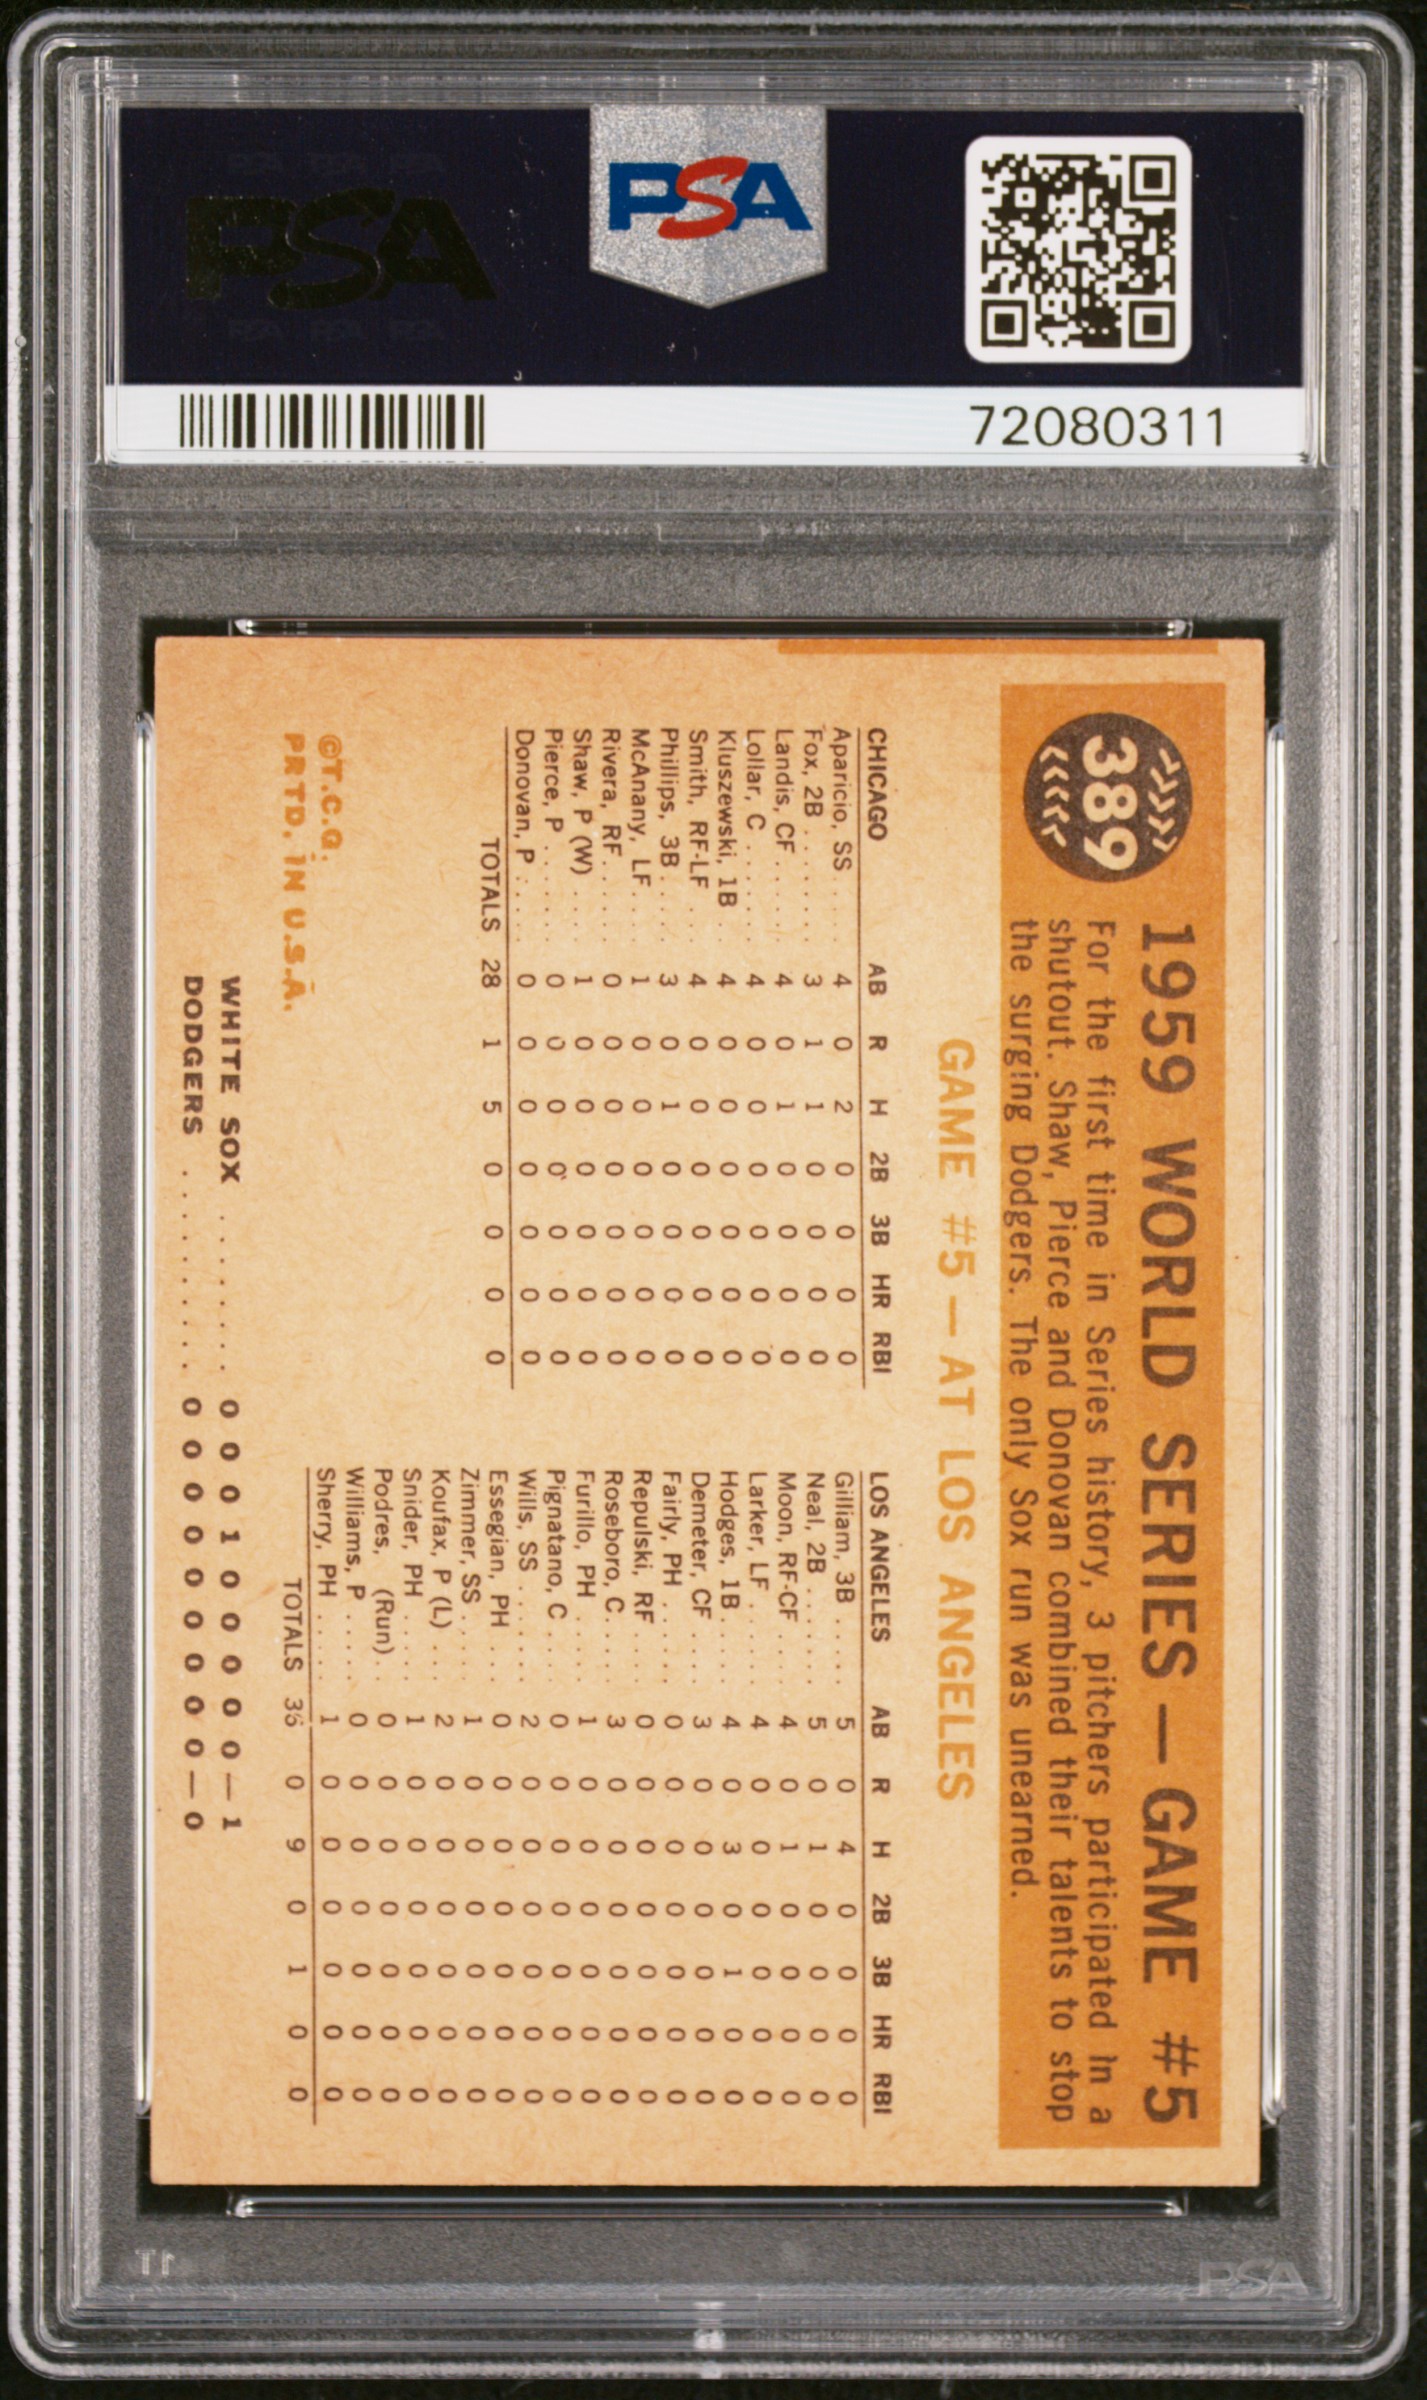 PSA
PSA
72080311
389
1959 WORLD SERIES — GAME #5
For the first time in Series history, 3 pitchers participated in a
shutout. Shaw, Pierce and Donovan combined their talents to stop
the surging Dodgers. The only Sox run was unearned.
GAME #5 — AT LOS ANGELES
CHICAGO AB R H 2B 3B HR RBI
Aparicio, SS ..... 4 0 2 0 0 0 0
Fox, 2B ........ 3 1 1 0 0 0 0
Landis, CF ...... 4 0 1 0 0 0 0
Lollar, C ....... 4 0 0 0 0 0 0
Kluszewski, 1B .. 4 0 0 0 0 0 0
Smith, RF-LF .... 4 0 0 0 0 0 0
Phillips, 3B ..... 3 0 1 0 0 0 0
McAnany, LF .... 1 0 0 0 0 0 0
Rivera, RF ...... 0 0 0 0 0 0 0
Shaw, P (W) ..... 1 0 0 0 0 0 0
Pierce, P ....... 0 0 0 0 0 0 0
Donovan, P ..... 0 0 0 0 0 0 0
TOTALS 28 1 5 0 0 0 0
LOS ANGELES AB R H 2B 3B HR RBI
Gilliam, 3B ..... 5 0 4 0 0 0 0
Neal, 2B ....... 5 0 1 0 0 0 0
Moon, RF-CF .... 4 0 1 0 0 0 0
Larker, LF ...... 4 0 0 0 0 0 0
Hodges, 1B ..... 4 0 3 0 1 0 0
Demeter, CF .... 3 0 0 0 0 0 0
Fairly, PH ...... 0 0 0 0 0 0 0
Repulski, RF .... 0 0 0 0 0 0 0
Roseboro, C ..... 3 0 0 0 0 0 0
Furillo, PH ...... 1 0 0 0 0 0 0
Pignatano, C .... 0 0 0 0 0 0 0
Wills, SS ....... 2 0 0 0 0 0 0
Essegian, PH .... 0 0 0 0 0 0 0
Zimmer, SS ..... 1 0 0 0 0 0 0
Koufax, P (L) .... 2 0 0 0 0 0 0
Snider, PH ...... 1 0 0 0 0 0 0
Podres, (Run) .. 0 0 0 0 0 0 0
Williams, P ..... 0 0 0 0 0 0 0
Sherry, PH ..... 1 0 0 0 0 0 0
TOTALS 36 0 9 0 1 0 0
©T.C.G.
PRTD. IN U.S.A.
WHITE SOX ........ 0 0 0 1 0 0 0 0 0 — 1
DODGERS .......... 0 0 0 0 0 0 0 0 0 — 0
PSA